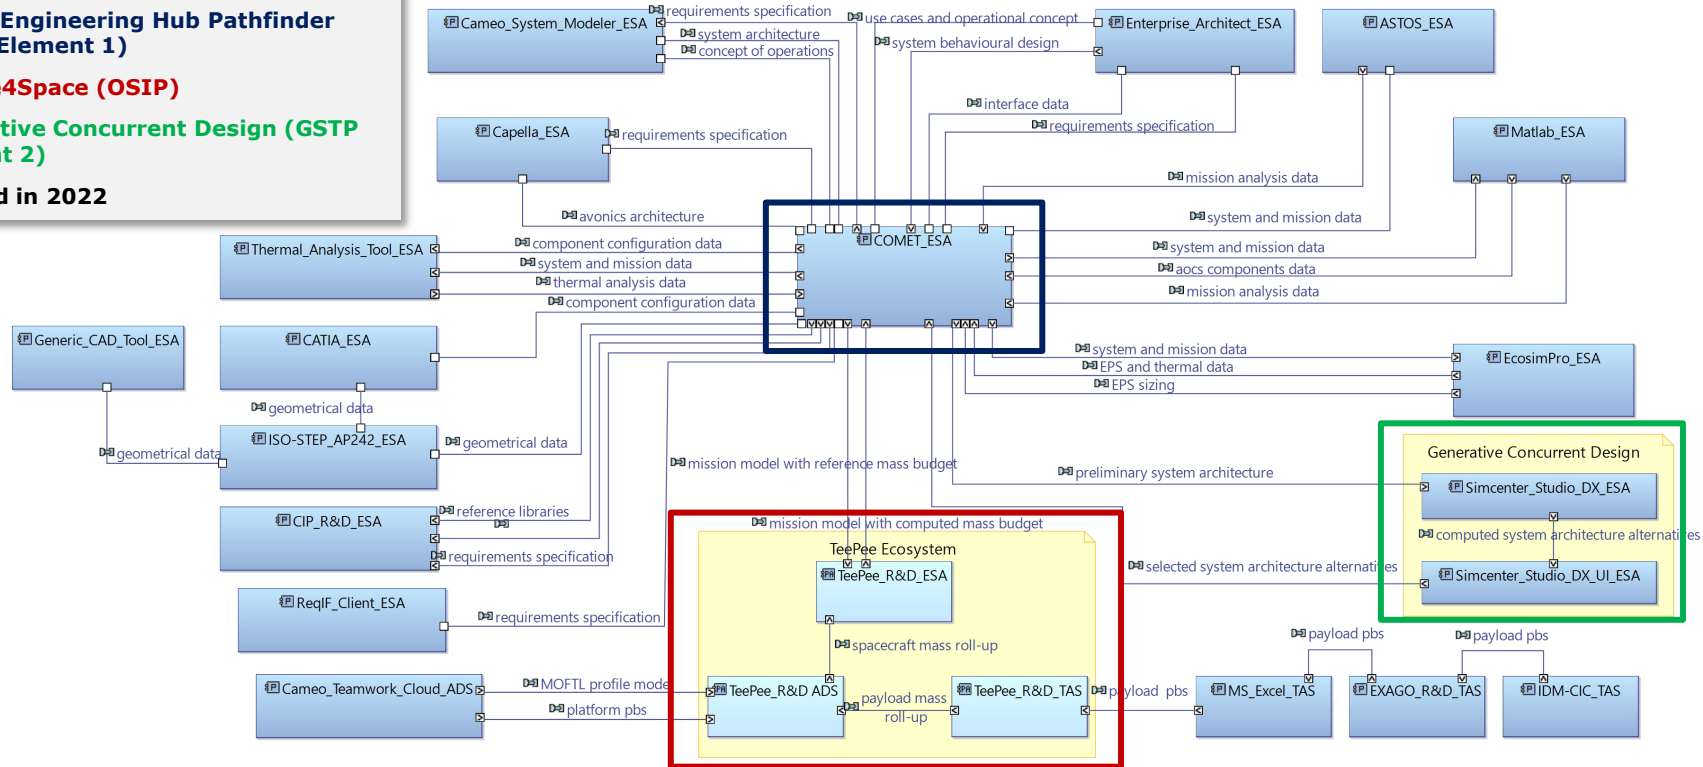 Engineering Hub Pathfinder
Element 1)
4Space (OSIP)
tive Concurrent Design (GSTP
t 2)
d in 2022
Cameo_System_Modeler_ESA
requirements specification
system architecture
concept of operations
use cases and operational concept
system behavioural design
Enterprise_Architect_ESA
ASTOS_ESA
interface data
requirements specification
Capella_ESA
requirements specification
Matlab_ESA
mission analysis data
avonics architecture
system and mission data
COMET_ESA
Thermal_Analysis_Tool_ESA
component configuration data
system and mission data
thermal analysis data
component configuration data
system and mission data
aocs components data
mission analysis data
Generic_CAD_Tool_ESA
CATIA_ESA
system and mission data
EPS and thermal data
EPS sizing
EcosimPro_ESA
geometrical data
ISO-STEP_AP242_ESA
geometrical data
geometrical data
mission model with reference mass budget
preliminary system architecture
Generative Concurrent Design
Simcenter_Studio_DX_ESA
computed system architecture alternatives
Simcenter_Studio_DX_UI_ESA
selected system architecture alternatives
CIP_R&D_ESA
reference libraries
requirements specification
mission model with computed mass budget
TeePee Ecosystem
TeePee_R&D_ESA
ReqIF_Client_ESA
requirements specification
spacecraft mass roll-up
Cameo_Teamwork_Cloud_ADS
MOFTL profile mode
platform pbs
TeePee_R&D ADS
payload mass
roll-up
TeePee_R&D_TAS
payload pbs
MS_Excel_TAS
payload pbs
EXAGO_R&D_TAS
payload pbs
IDM-CIC_TAS